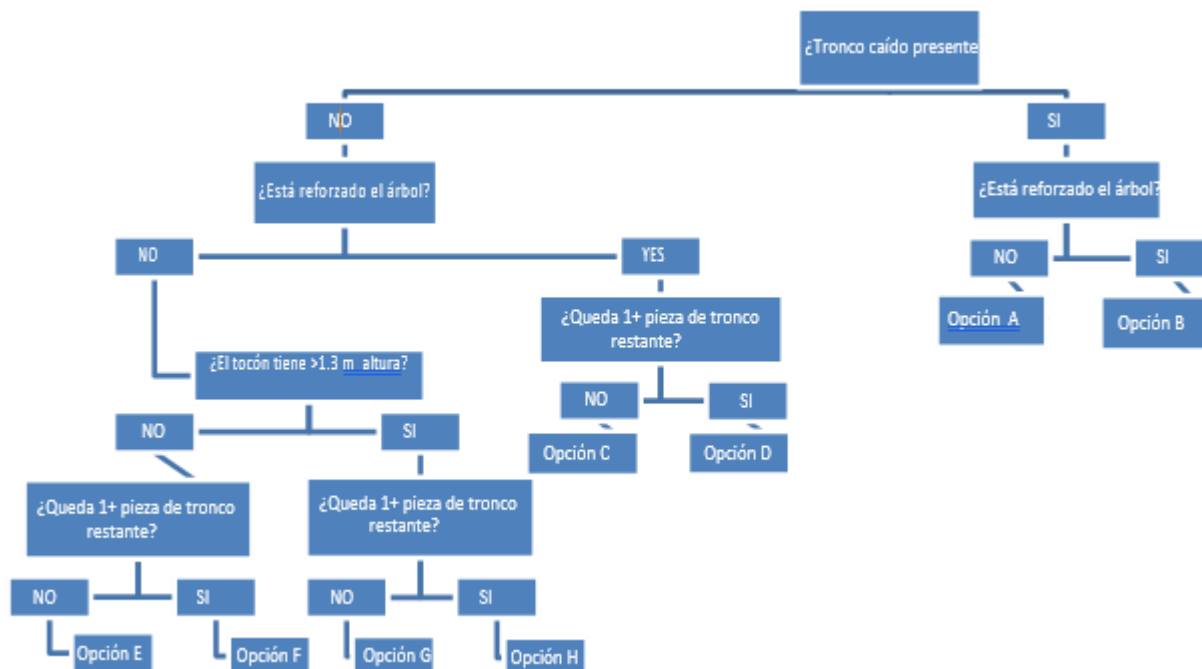 ¿Tronco caído presente
NO
SI
¿Está reforzado el árbol?
¿Está reforzado el árbol?
NO
YES
NO
SI
Opción A
Opción B
¿Queda 1+ pieza de tronco
restante?
¿El tocón tiene >1.3 m altura?
NO
SI
NO
SI
Opción C
Opción D
¿Queda 1+ pieza de tronco
restante?
¿Queda 1+ pieza de tronco
restante?
NO
SI
NO
SI
Opción E
Opción F
Opción G
Opción H